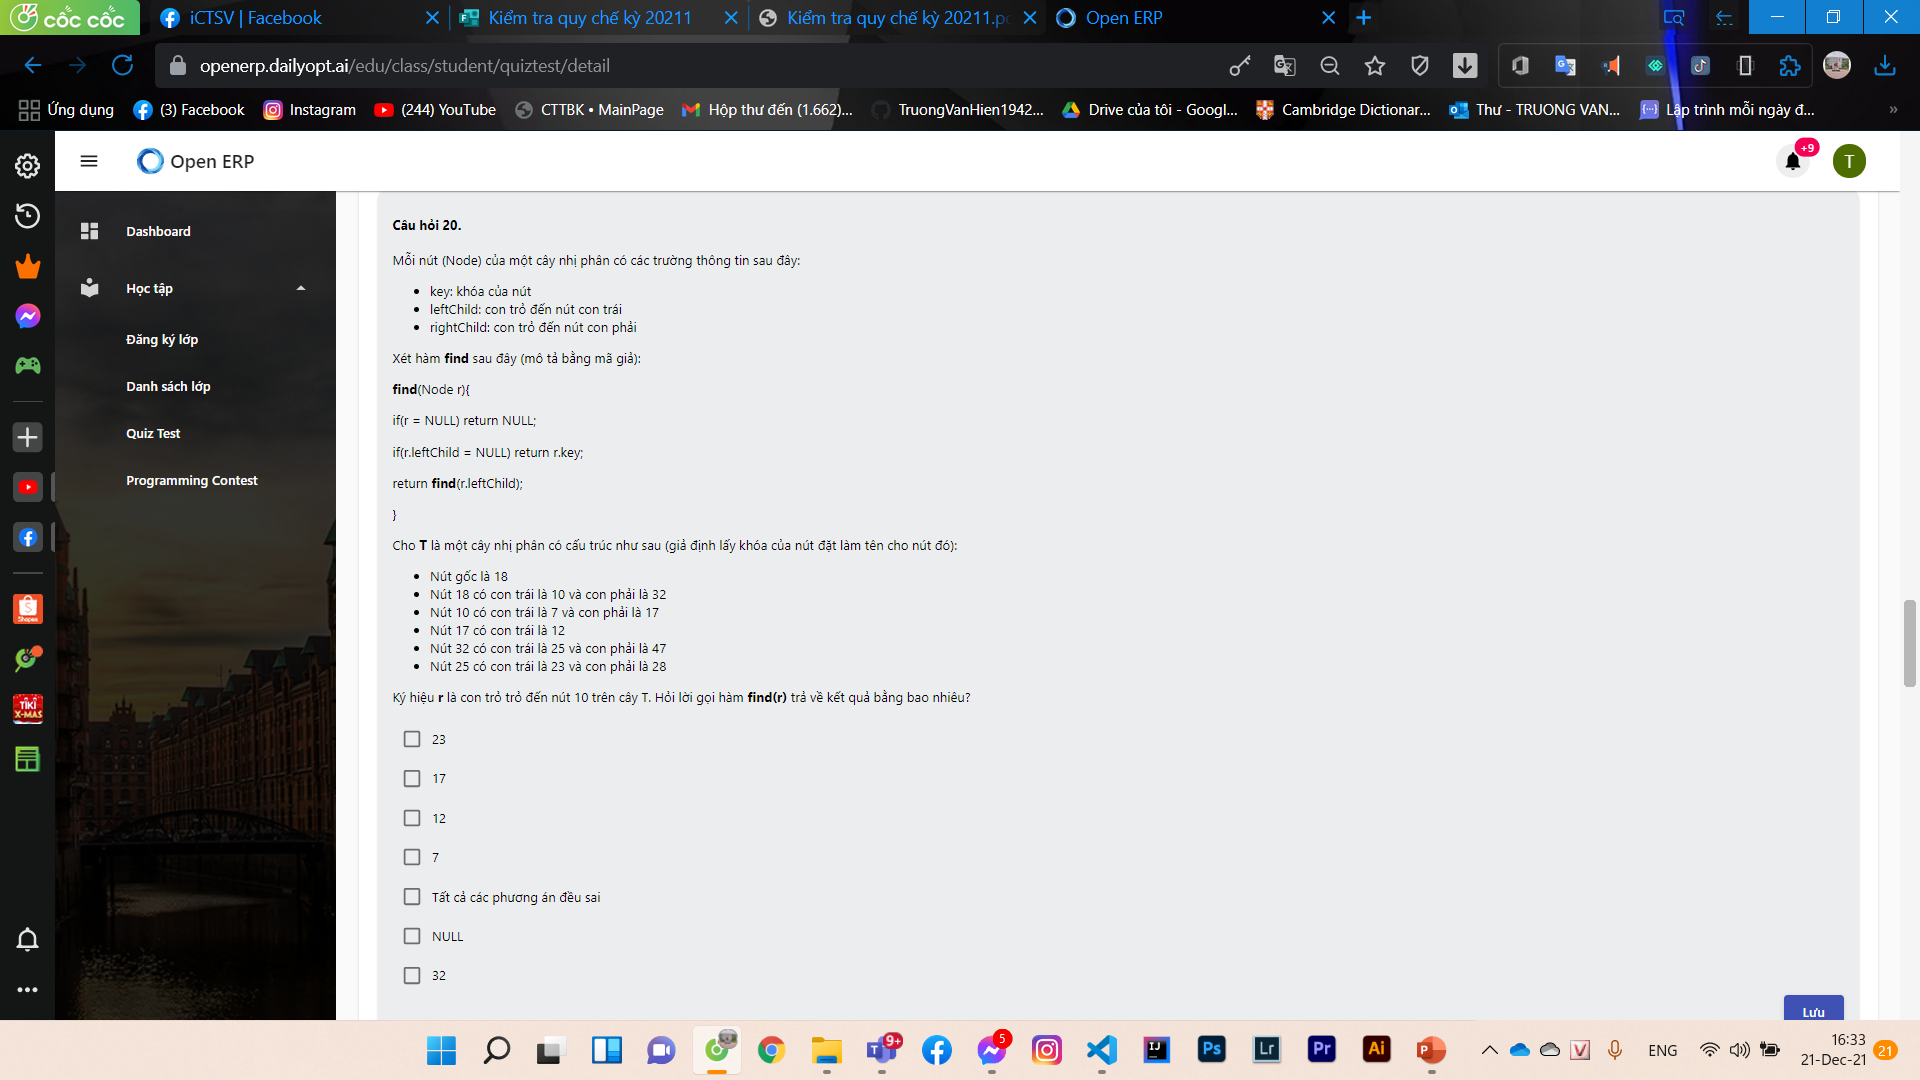 cốc cốc
iCTSV | Facebook
Kiểm tra quy chế kỳ 20211
Kiểm tra quy chế kỳ 20211.pc
Open ERP
openerp.dailyopt.ai/edu/class/student/quiztest/detail
Ứng dụng
(3) Facebook
Instagram
(244) YouTube
CTTBK • MainPage
Hộp thư đến (1.662)...
TruongVanHien1942...
Drive của tôi - Googl...
Cambridge Dictionar...
Thư - TRUONG VAN...
Lập trình mỗi ngày đ...
»
Open ERP
+9
T
Dashboard
Học tập
Đăng ký lớp
Danh sách lớp
Quiz Test
Programming Contest
Câu hỏi 20.
Mỗi nút (Node) của một cây nhị phân có các trường thông tin sau đây:
• key: khóa của nút
• leftChild: con trỏ đến nút con trái
• rightChild: con trỏ đến nút con phải
Xét hàm find sau đây (mô tả bằng mã giả):
find(Node r){
if(r = NULL) return NULL;
if(r.leftChild = NULL) return r.key;
return find(r.leftChild);
}
Cho T là một cây nhị phân có cấu trúc như sau (giả định lấy khóa của nút đặt làm tên cho nút đó):
• Nút gốc là 18
• Nút 18 có con trái là 10 và con phải là 32
• Nút 10 có con trái là 7 và con phải là 17
• Nút 17 có con trái là 12
• Nút 32 có con trái là 25 và con phải là 47
• Nút 25 có con trái là 23 và con phải là 28
Ký hiệu r là con trỏ trỏ đến nút 10 trên cây T. Hỏi lời gọi hàm find(r) trả về kết quả bằng bao nhiêu?
23
17
12
7
Tất cả các phương án đều sai
NULL
32
Lưu
TIKI
X-MAS
9+
5
Ps
Lr
Pr
Ai
ENG
16:33
21-Dec-21
21